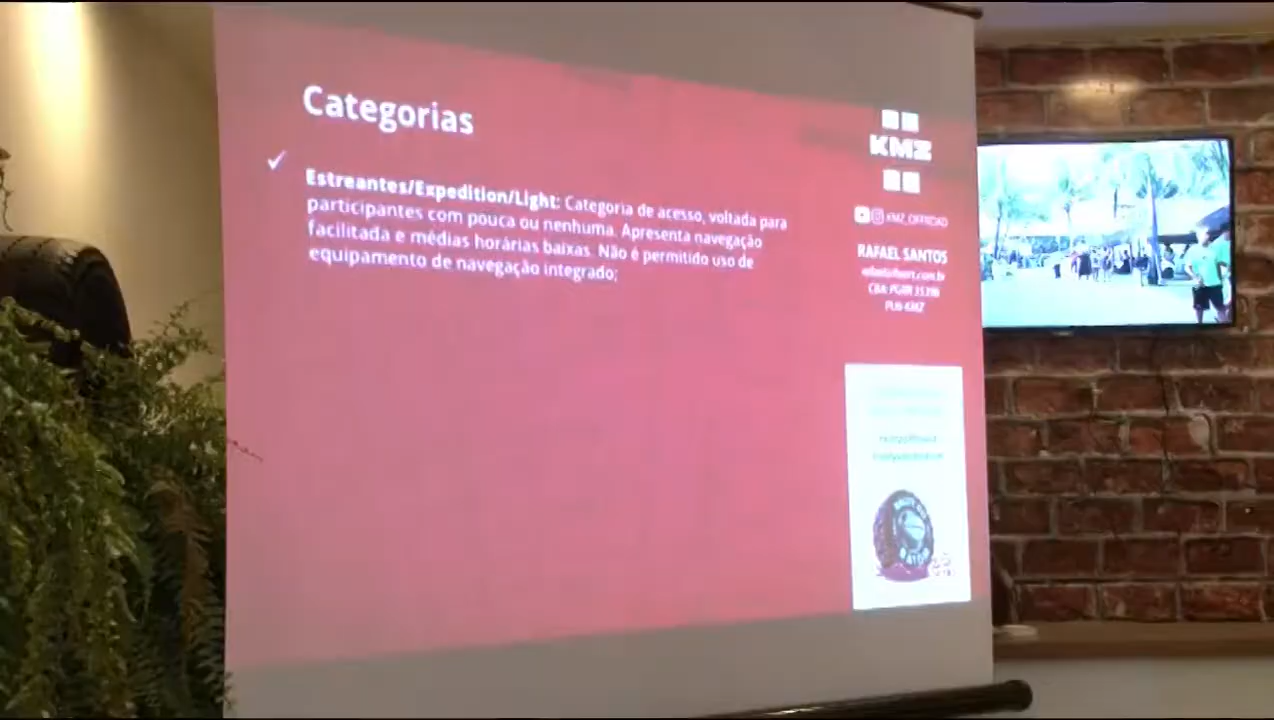 Categorias
✓
Estreantes/Expedition/Light: Categoria de acesso, voltada para
participantes com pouca ou nenhuma. Apresenta navegação
facilitada e médias horárias baixas. Não é permitido uso de
equipamento de navegação integrado;
KMZ
KMZ_OFFROAD
RAFAEL SANTOS